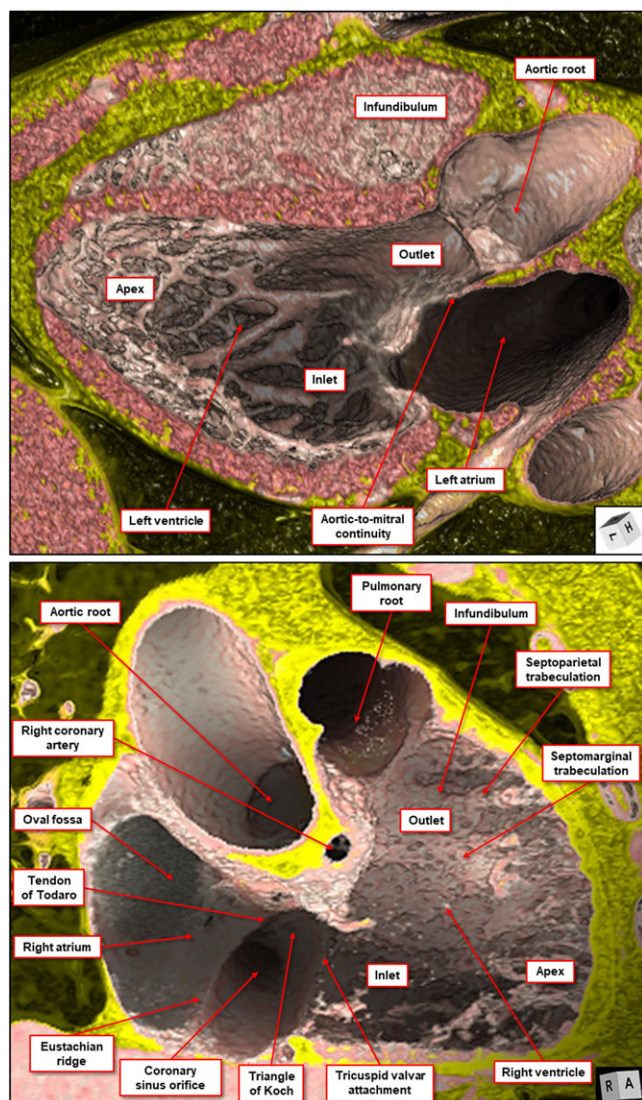 Aortic root
Infundibulum
Outlet
Apex
Inlet
Left ventricle
Aortic-to-mitral
continuity
Left atrium
L H
Aortic root
Pulmonary
root
Infundibulum
Septoparietal
trabeculation
Right coronary
artery
Septomarginal
trabeculation
Outlet
Oval fossa
Tendon
of Todaro
Right atrium
Inlet
Apex
Eustachian
ridge
Coronary
sinus orifice
Triangle
of Koch
Tricuspid valvar
attachment
Right ventricle
R A